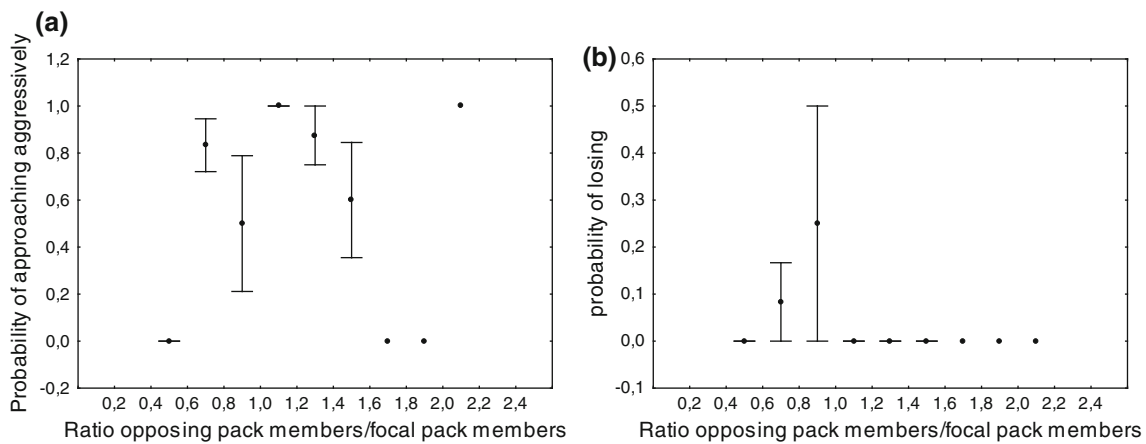 (a)
Probability of approaching aggressively
1,2
1,0
0,8
0,6
0,4
0,2
0,0
-0,2
0,2 0,4 0,6 0,8 1,0 1,2 1,4 1,6 1,8 2,0 2,2 2,4
Ratio opposing pack members/focal pack members
(b)
probability of losing
0,6
0,5
0,4
0,3
0,2
0,1
0,0
-0,1
0,2 0,4 0,6 0,8 1,0 1,2 1,4 1,6 1,8 2,0 2,2 2,4
Ratio opposing pack members/focal pack members